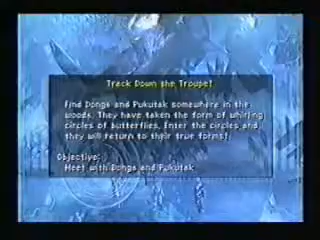 Track Down the Troupe!
Find Dongs and Pukutak somewhere in the
woods. They have taken the form of whirling
circles of butterflies. Enter the circles and
they will return to their true forms!
Objective:
Meet with Dongs and Pukutak